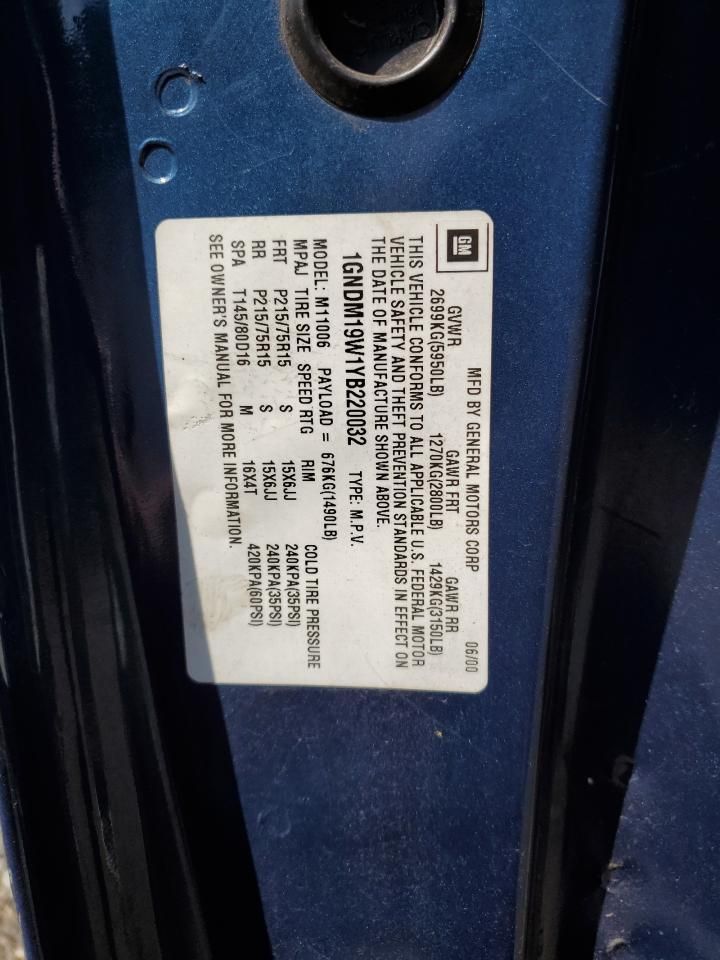 GM
MFD BY GENERAL MOTORS CORP 06/00
GVWR GAWR FRT GAWR RR
2699KG(5950LB) 1270KG(2800LB) 1429KG(3150LB)
THIS VEHICLE CONFORMS TO ALL APPLICABLE U.S. FEDERAL MOTOR
VEHICLE SAFETY AND THEFT PREVENTION STANDARDS IN EFFECT ON
THE DATE OF MANUFACTURE SHOWN ABOVE.
1GNDM19W1YB220032 TYPE: M.P.V.
MODEL: M11006 PAYLOAD = 676KG(1490LB)
MPAJ TIRE SIZE SPEED RTG RIM COLD TIRE PRESSURE
FRT P215/75R15 S 15X6JJ 240KPA(35PSI)
RR P215/75R15 S 15X6JJ 240KPA(35PSI)
SPA T145/80D16 M 16X4T 420KPA(60PSI)
SEE OWNER'S MANUAL FOR MORE INFORMATION.